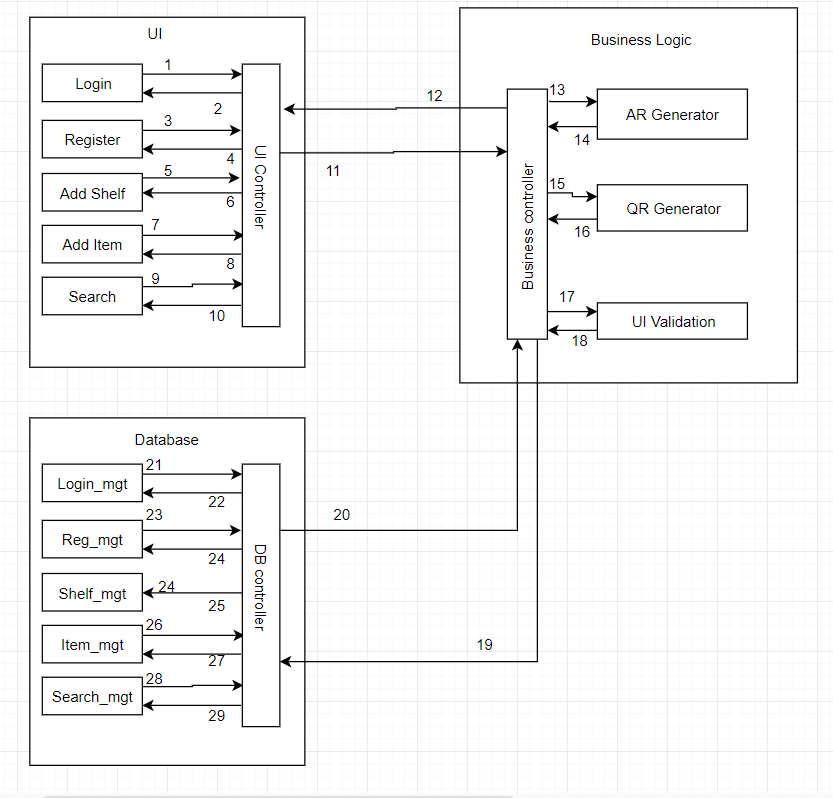 UI
Login
1
2
Register
3
4
Add Shelf
5
6
Add Item
7
8
Search
9
10
UI Controller
12
11
Business Logic
Business controller
13
AR Generator
14
15
QR Generator
16
17
UI Validation
18
Database
Login_mgt
21
22
Reg_mgt
23
24
Shelf_mgt
24
25
Item_mgt
26
27
Search_mgt
28
29
DB controller
20
19